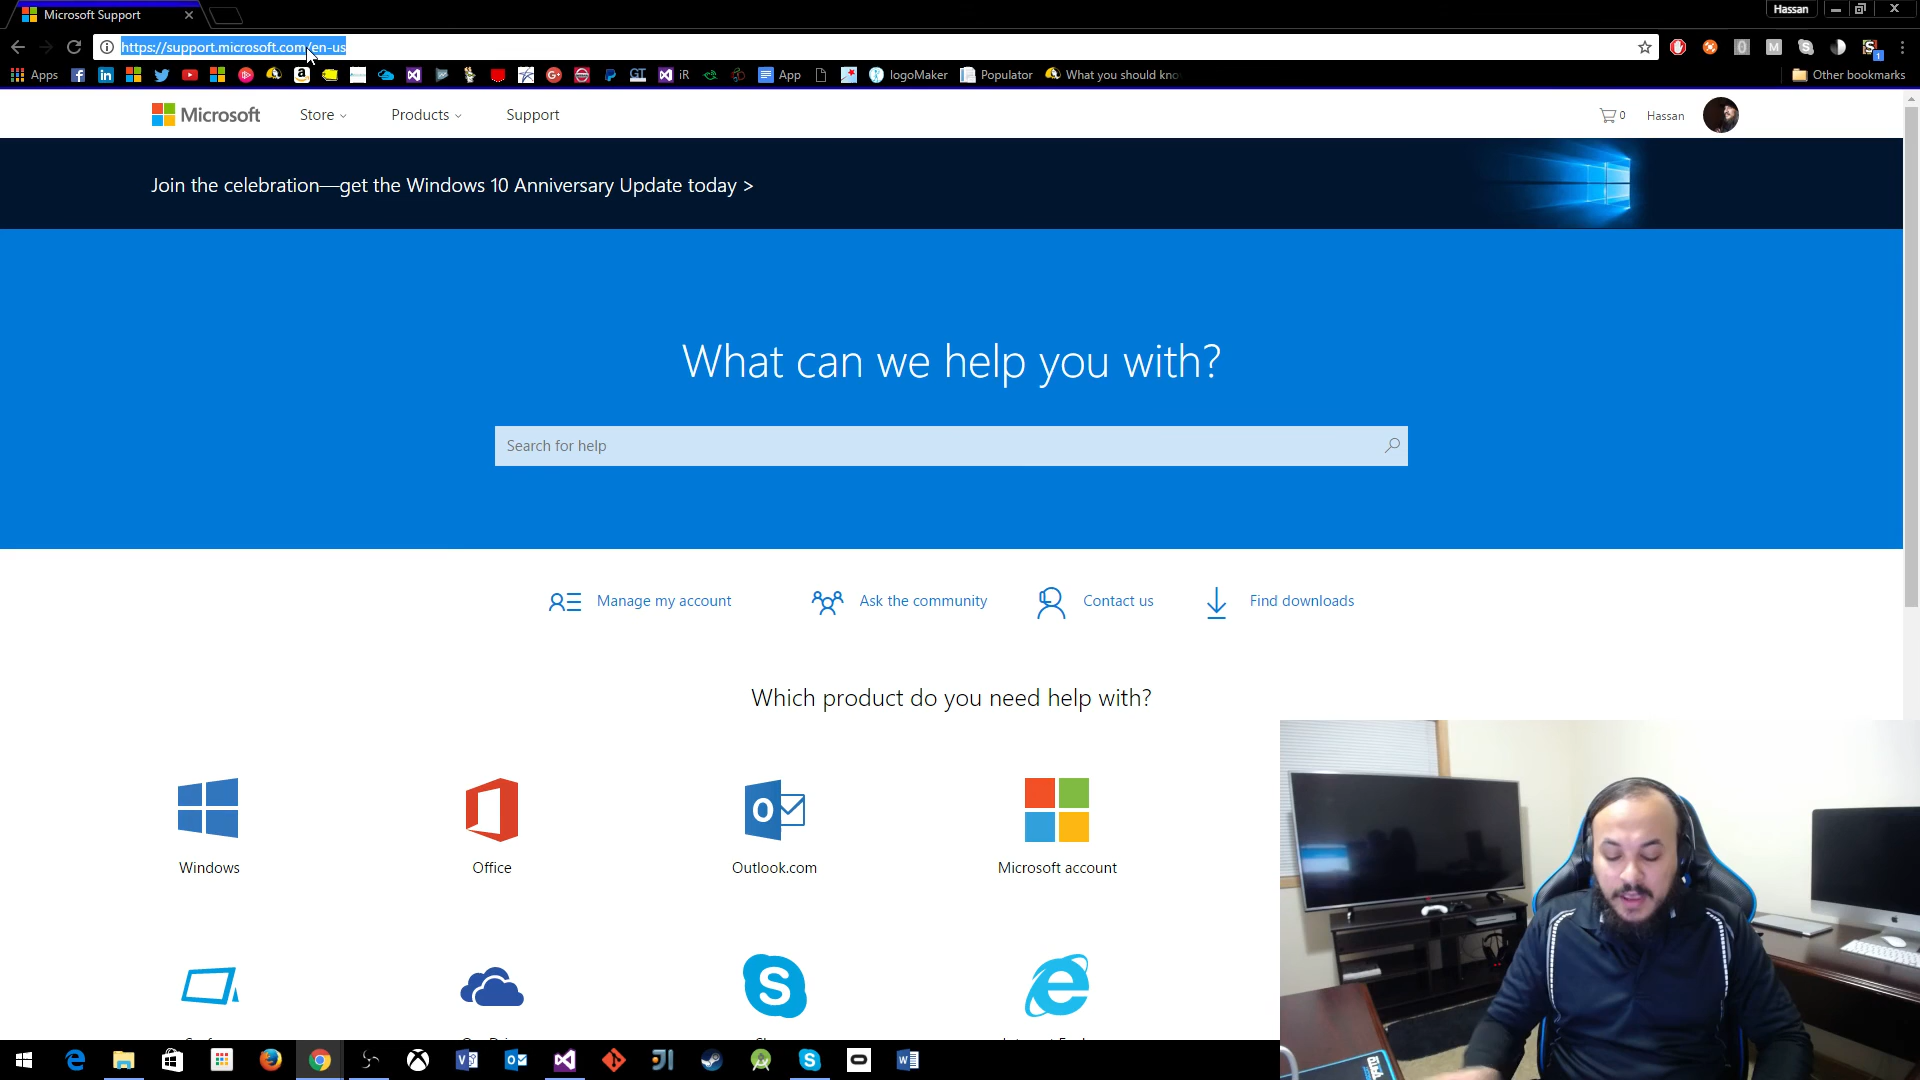 Microsoft Support
Hassan
https://support.microsoft.com/en-us
Apps
iR
App
logoMaker
Populator
What you should kno
Other bookmarks
Microsoft
Store
Products
Support
0
Hassan
Join the celebration—get the Windows 10 Anniversary Update today >
What can we help you with?
Search for help
Manage my account
Ask the community
Contact us
Find downloads
Which product do you need help with?
Windows
Office
Outlook.com
Microsoft account